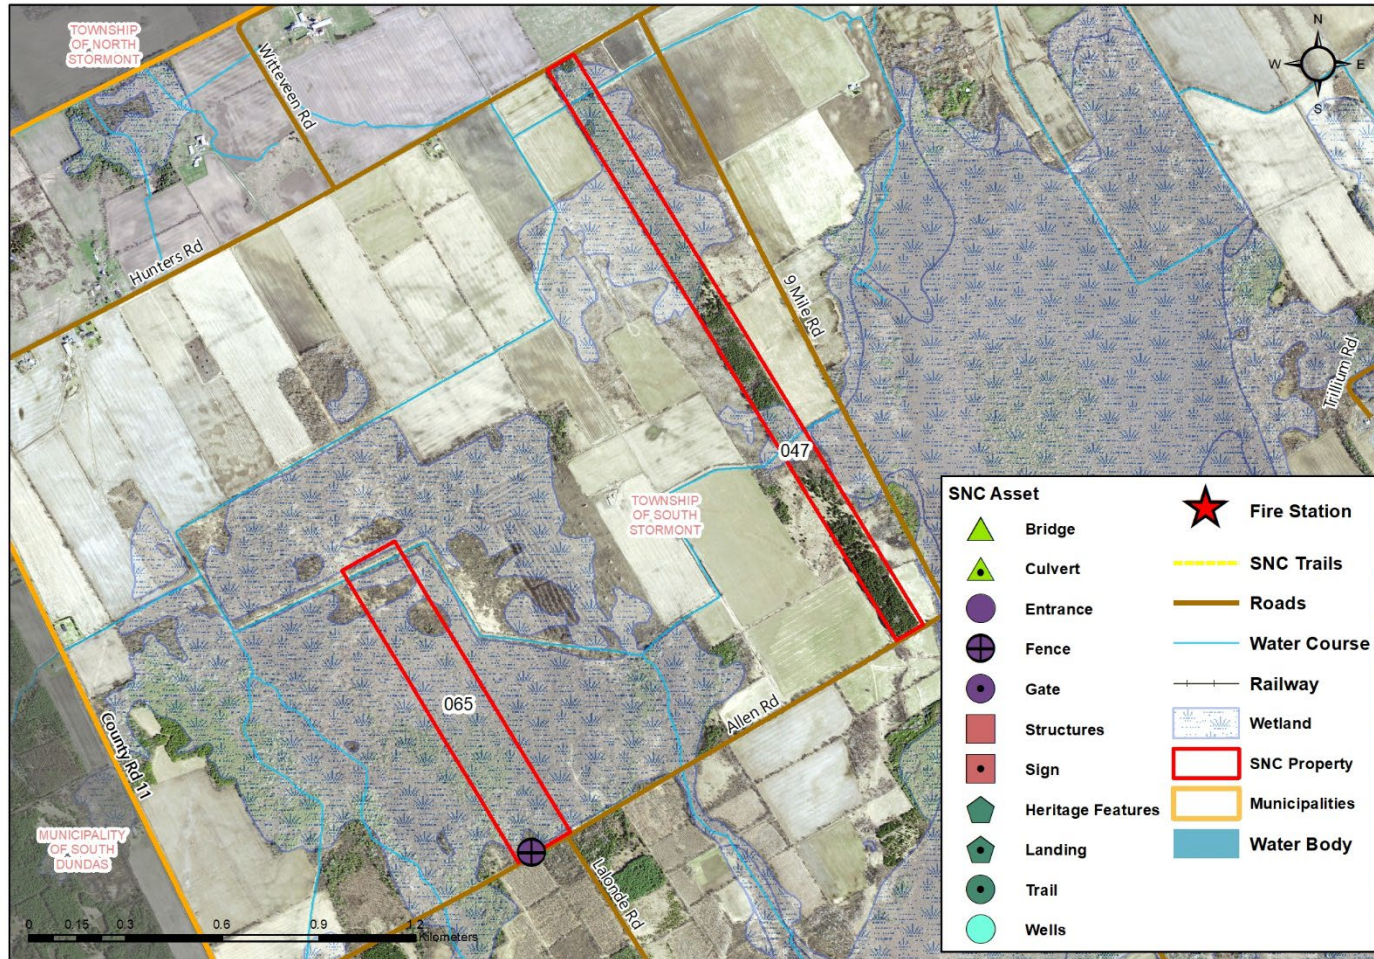 TOWNSHIP
OF NORTH
STORMONT
Witteveen Rd
N
W
E
S
Hunters Rd
9 Mile Rd
Trillium Rd
047
TOWNSHIP
OF SOUTH
STORMONT
065
Allen Rd
County Rd 11
MUNICIPALITY
OF SOUTH
DUNDAS
Lalonde Rd
0 0.15 0.3 0.6 0.9 1.2
Kilometers
SNC Asset
Bridge
Culvert
Entrance
Fence
Gate
Structures
Sign
Heritage Features
Landing
Trail
Wells
Fire Station
SNC Trails
Roads
Water Course
Railway
Wetland
SNC Property
Municipalities
Water Body